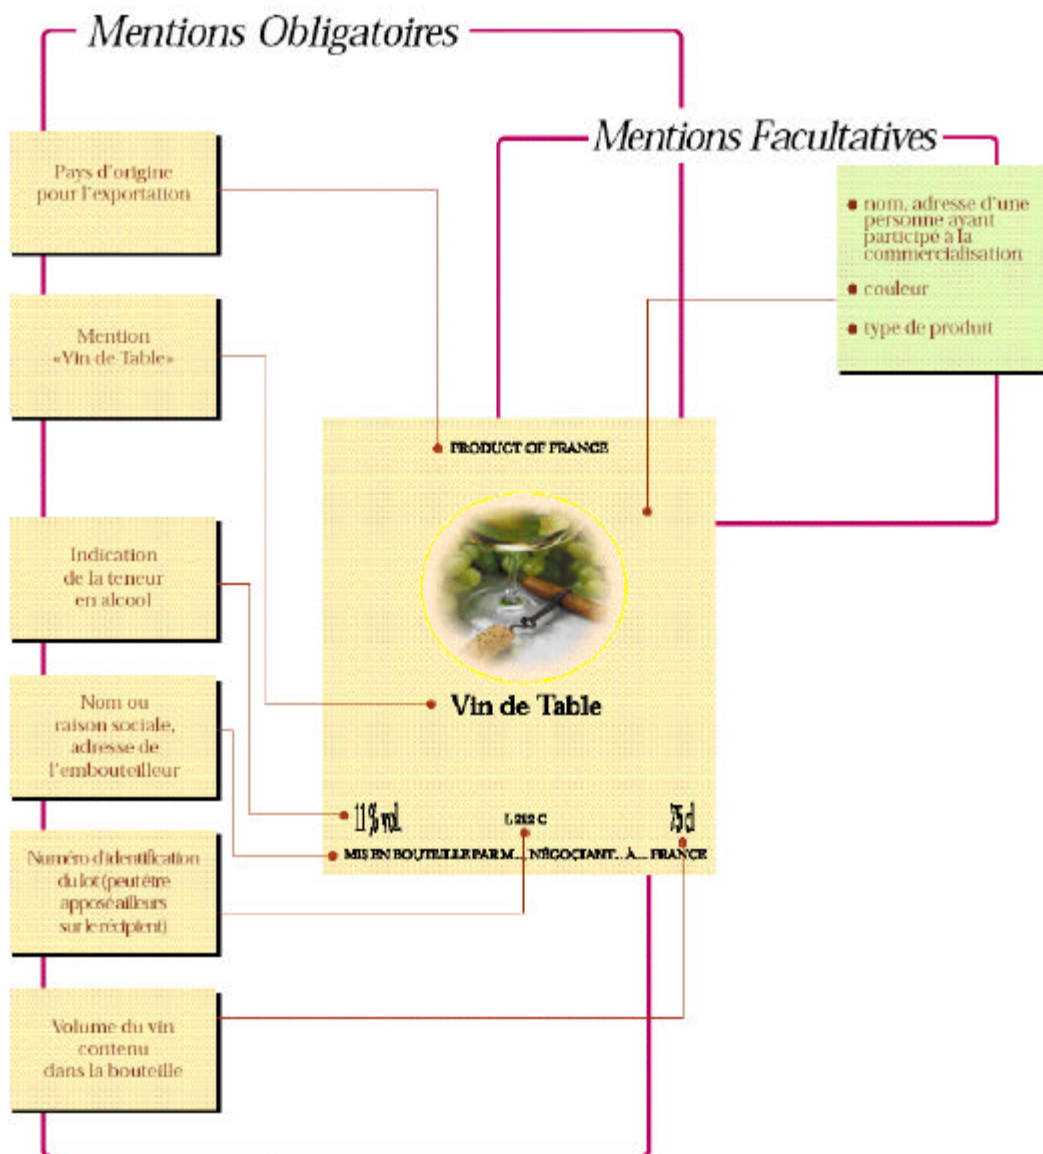 Mentions Obligatoires
Mentions Facultatives
Pays d'origine
pour l'exportation
Mention
«Vin de Table»
Indication
de la teneur
en alcool
Nom ou
raison sociale,
adresse de
l'embouteilleur
Numéro d'identification
du lot (peut être
apposé ailleurs
sur le récipient)
Volume du vin
contenu
dans la bouteille
• nom, adresse d'une
personne ayant
participé à la
commercialisation
• couleur
• type de produit
PRODUCT OF FRANCE
Vin de Table
11 % vol.
L 212 C
75 cl
MIS EN BOUTEILLE PAR M..., NÉGOCIANT... À... FRANCE